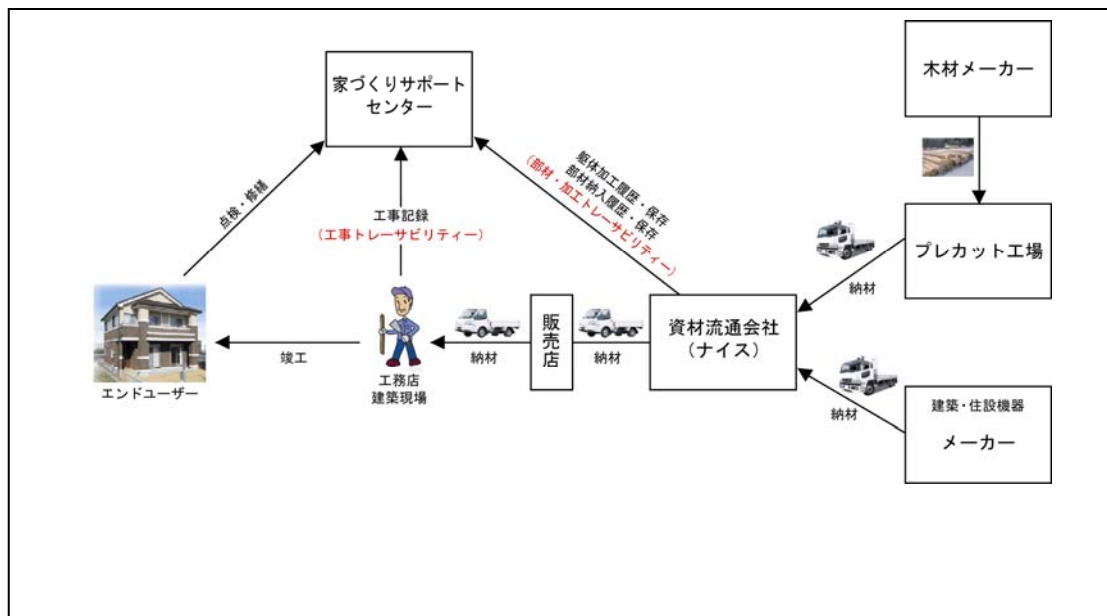 家づくりサポート
センター
木材メーカー
点検・修繕
工事記録
(工事トレーサビリティー)
躯体加工履歴・保存
部材納入履歴・保存
(部材・加工トレーサビリティー)
プレカット工場
納材
エンドユーザー
竣工
工務店
建築現場
納材
販売店
納材
資材流通会社
(ナイス)
納材
建築・住設機器
メーカー